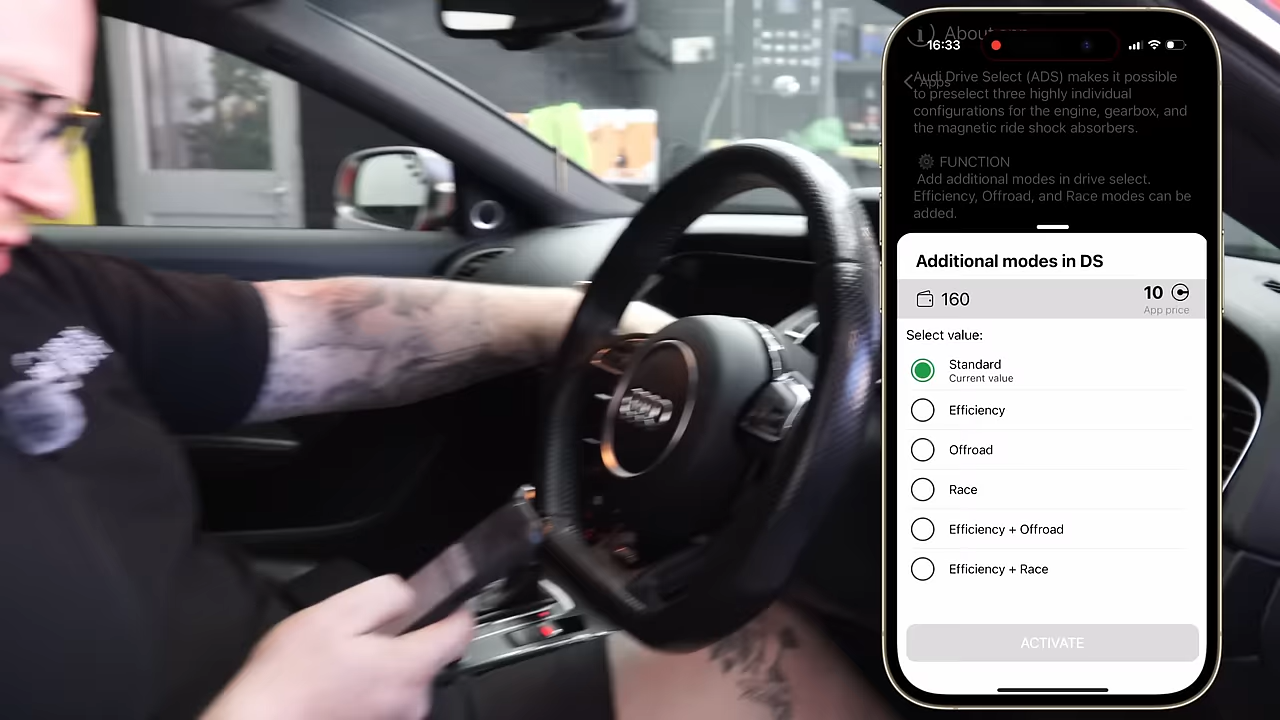 About app
16:33
Audi Drive Select (ADS) makes it possible
Apps
to preselect three highly individual
configurations for the engine, gearbox, and
the magnetic ride shock absorbers.
FUNCTION
Add additional modes in drive select.
Efficiency, Offroad, and Race modes can be
added.
Additional modes in DS
160
10
App price
Select value:
Standard
Current value
Efficiency
Offroad
Race
Efficiency + Offroad
Efficiency + Race
ACTIVATE